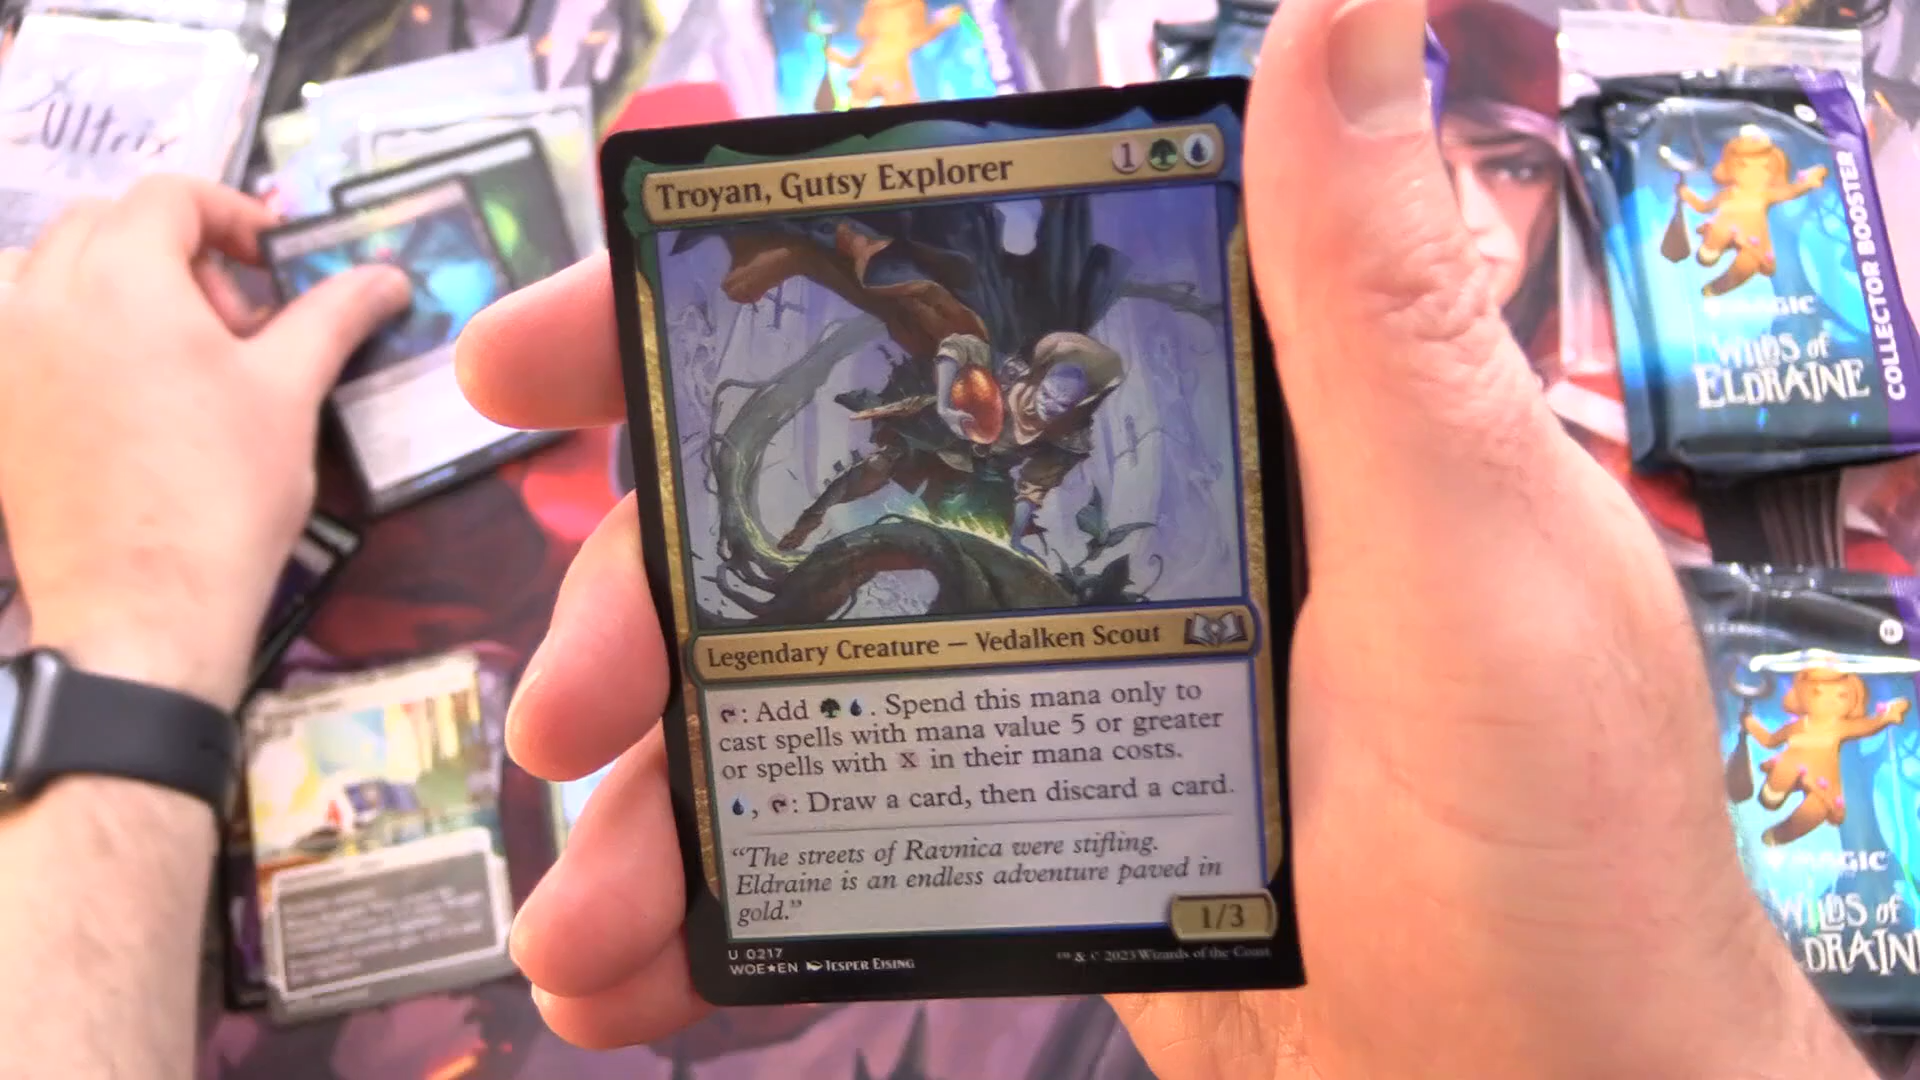 Troyan, Gutsy Explorer 1
Legendary Creature — Vedalken Scout
: Add . Spend this mana only to
cast spells with mana value 5 or greater
or spells with X in their mana costs.
, : Draw a card, then discard a card.
“The streets of Ravnica were stifling.
Eldraine is an endless adventure paved in
gold.”
1/3
U 0217
WOE★EN JESPER EISING
™ & © 2023 Wizards of the Coast
MAGIC
WILDS of
ELDRAINE
COLLECTOR BOOSTER
MAGIC
WILDS of
ELDRAINE